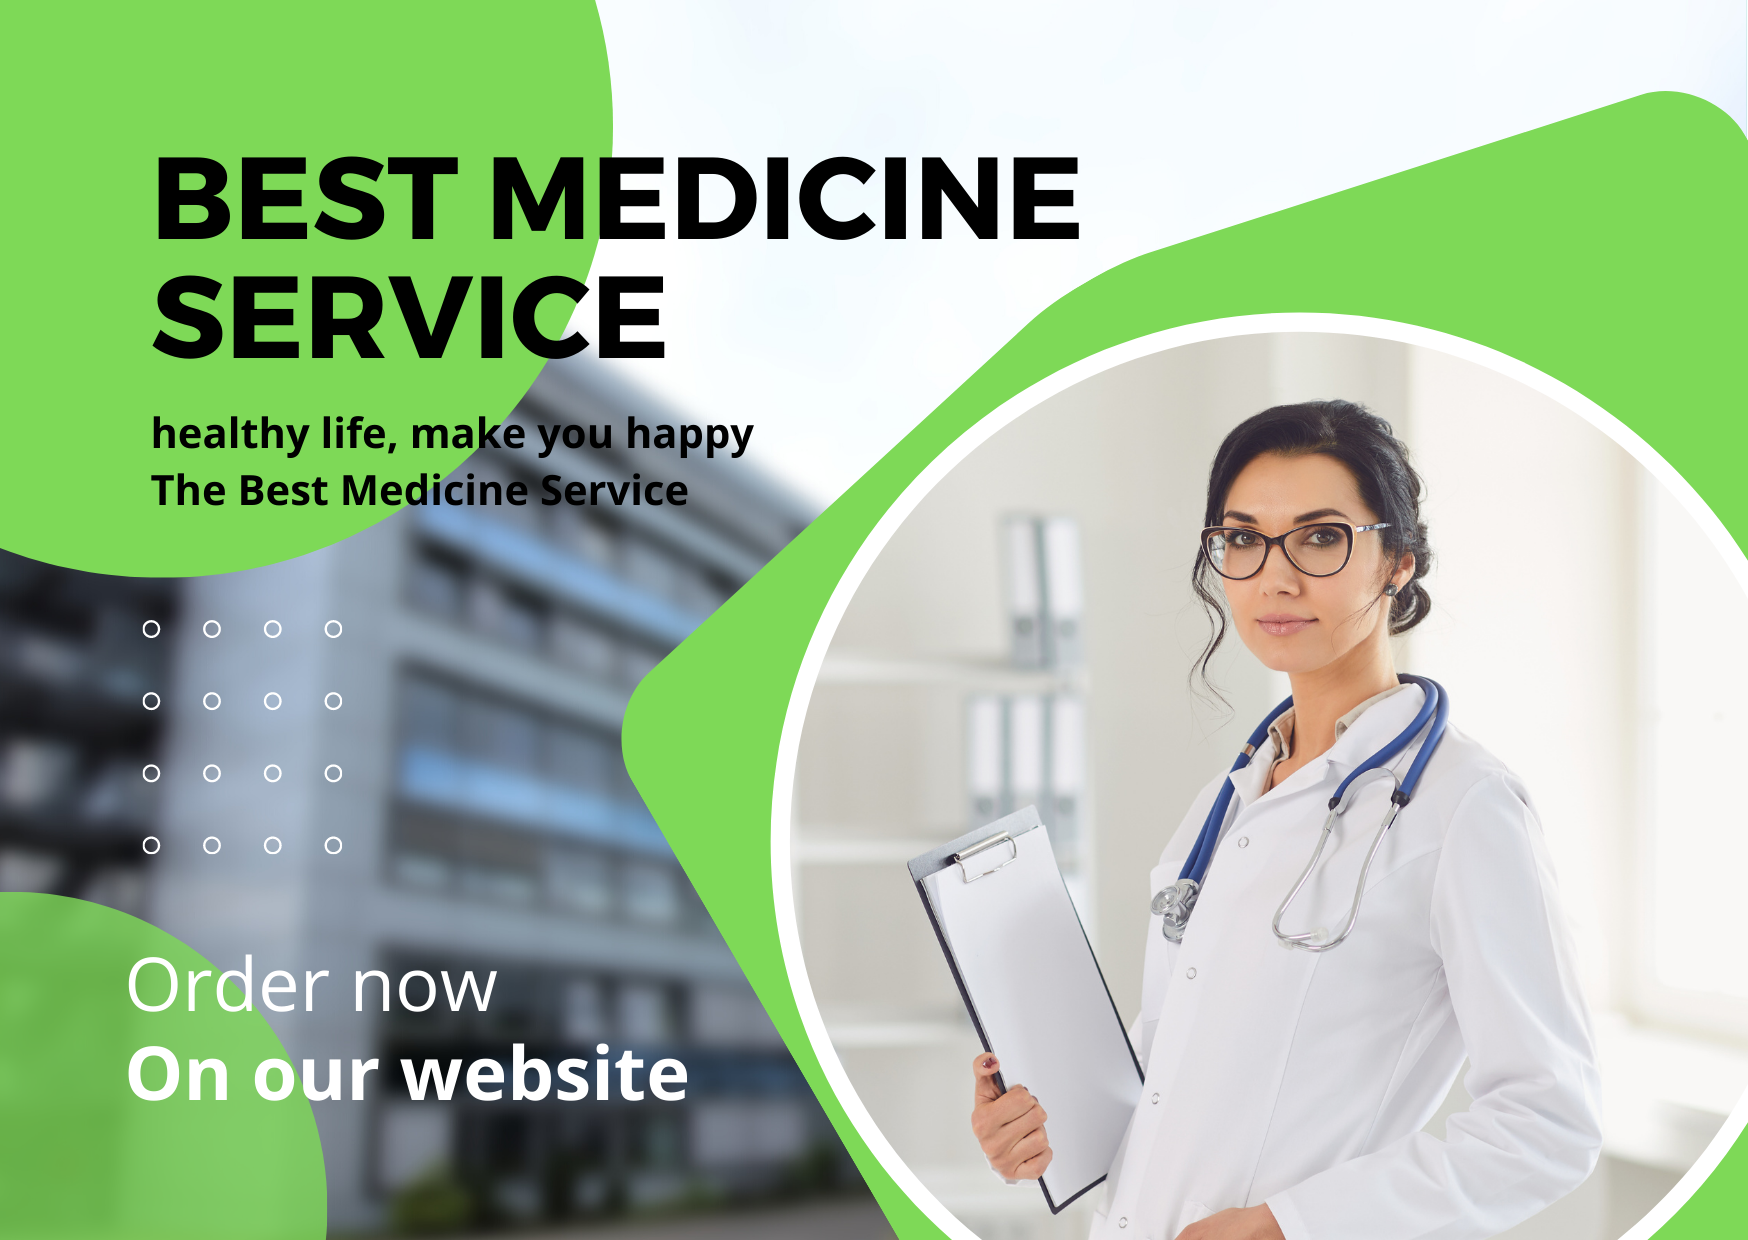 BEST MEDICINE
SERVICE
healthy life, make you happy
The Best Medicine Service
Order now
On our website